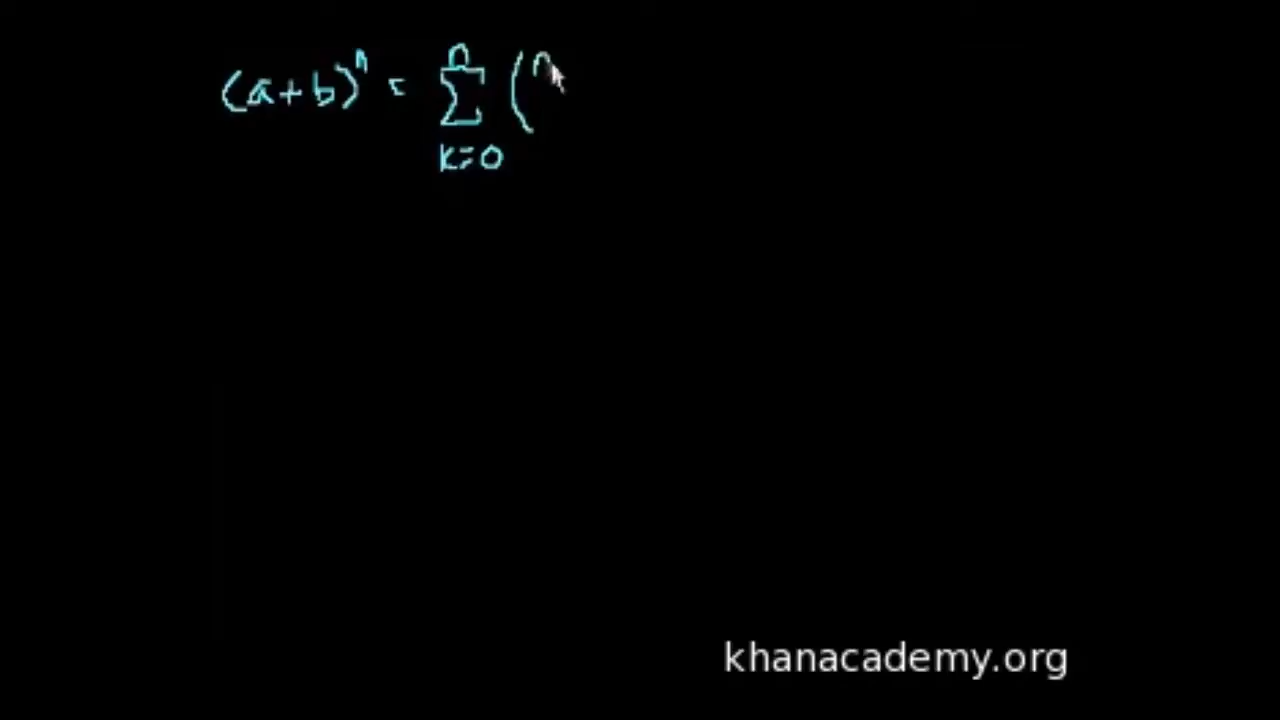 (a+b)^n = n∑k=0 (n
khanacademy.org